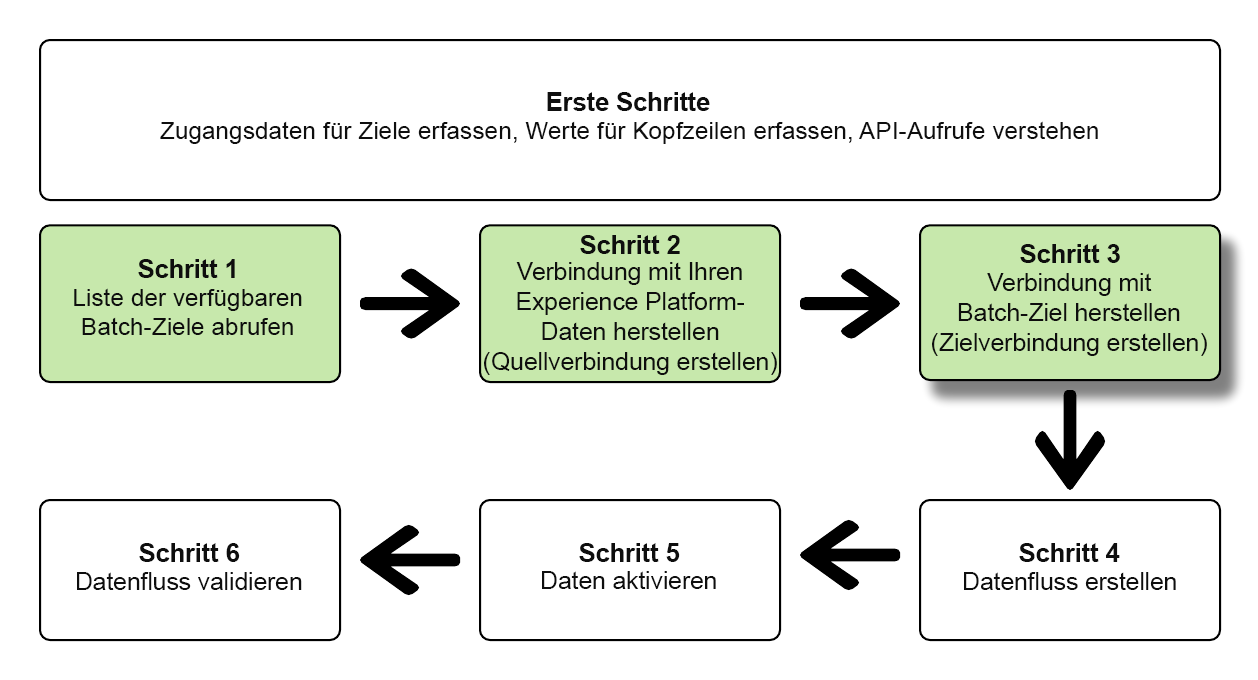 Erste Schritte
Zugangsdaten für Ziele erfassen, Werte für Kopfzeilen erfassen, API-Aufrufe verstehen
Schritt 1
Liste der verfügbaren
Batch-Ziele abrufen
Schritt 2
Verbindung mit Ihren
Experience Platform-
Daten herstellen
(Quellverbindung erstellen)
Schritt 3
Verbindung mit
Batch-Ziel herstellen
(Zielverbindung erstellen)
Schritt 4
Datenfluss erstellen
Schritt 5
Daten aktivieren
Schritt 6
Datenfluss validieren